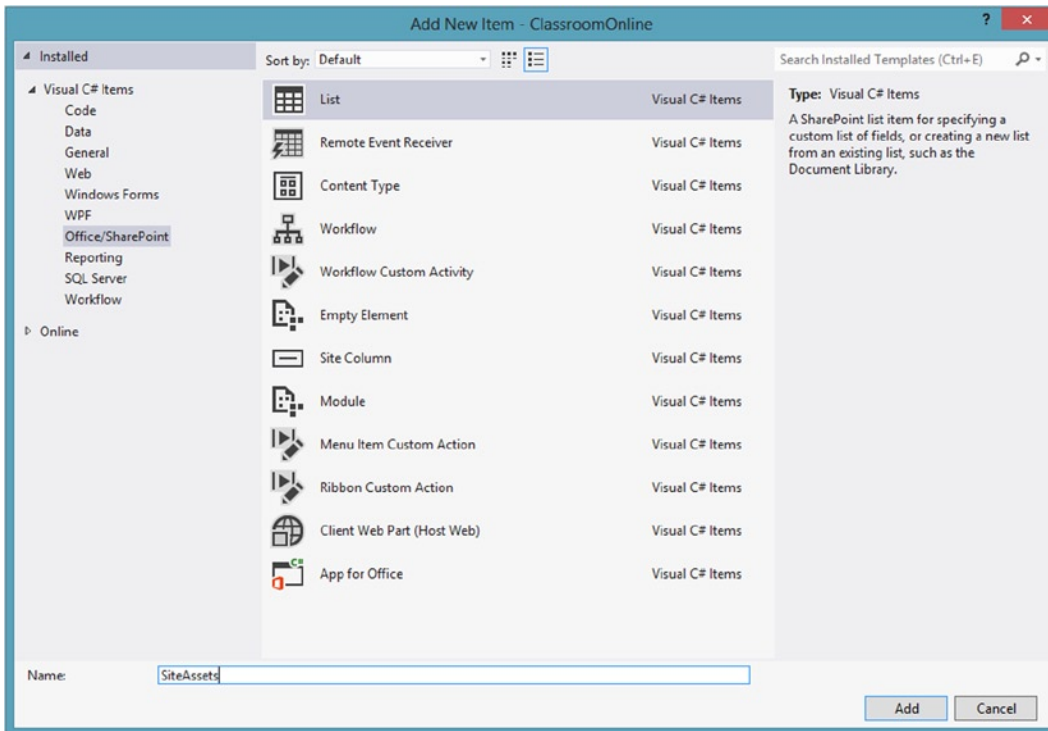 Add New Item - ClassroomOnline
? ×
Installed
Sort by: Default
Search Installed Templates (Ctrl+E)
Visual C# Items
Code
Data
General
Web
Windows Forms
WPF
Office/SharePoint
Reporting
SQL Server
Workflow
Online
List Visual C# Items
Remote Event Receiver Visual C# Items
Content Type Visual C# Items
Workflow Visual C# Items
Workflow Custom Activity Visual C# Items
Empty Element Visual C# Items
Site Column Visual C# Items
Module Visual C# Items
Menu Item Custom Action Visual C# Items
Ribbon Custom Action Visual C# Items
Client Web Part (Host Web) Visual C# Items
C#
App for Office Visual C# Items
Type: Visual C# Items
A SharePoint list item for specifying a
custom list of fields, or creating a new list
from an existing list, such as the
Document Library.
Name: SiteAssets
Add Cancel